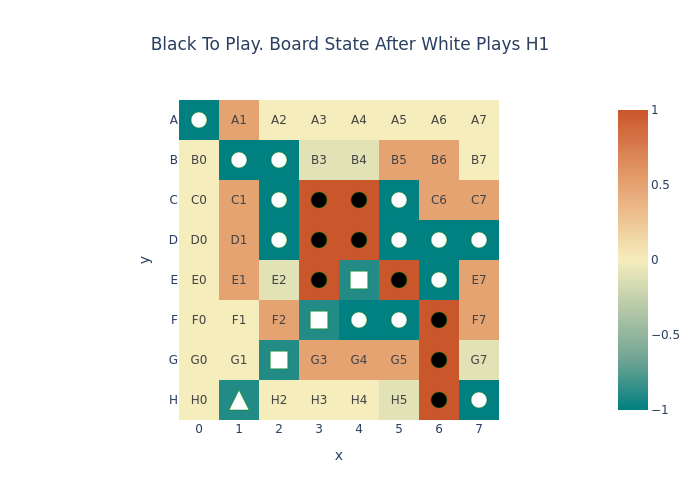 Black To Play. Board State After White Plays H1
A A1 A2 A3 A4 A5 A6 A7 1
B B0 B3 B4 B5 B6 B7
C C0 C1 C6 C7 0.5
D D0 D1
y E E0 E1 E2 E7 0
F F0 F1 F2 F7 −0.5
G G0 G1 G3 G4 G5 G7
H H0 H2 H3 H4 H5 −1
0 1 2 3 4 5 6 7
x